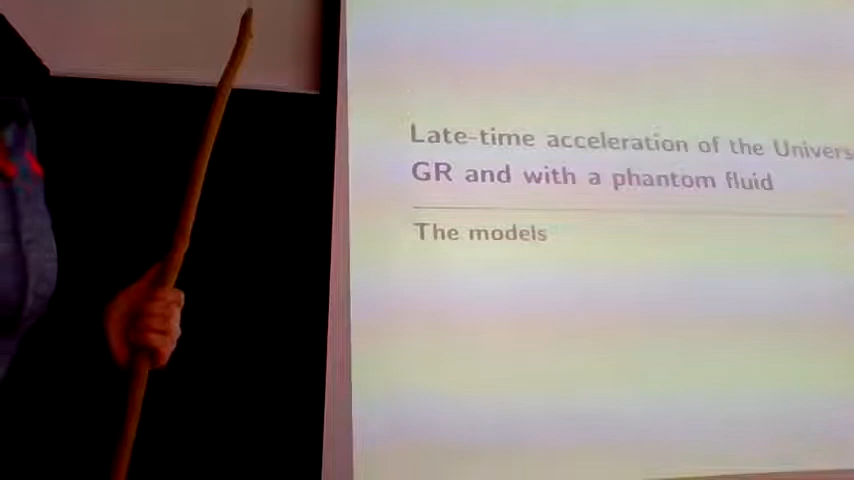 Late-time acceleration of the Univers
GR and with a phantom fluid
The models